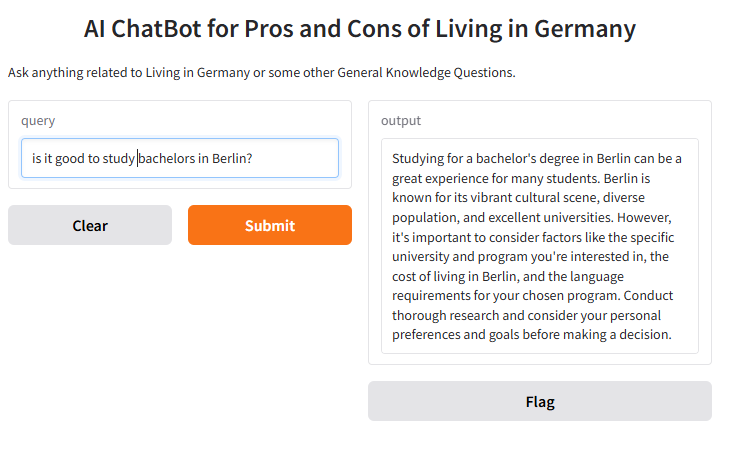 AI ChatBot for Pros and Cons of Living in Germany
Ask anything related to Living in Germany or some other General Knowledge Questions.
query
is it good to study bachelors in Berlin?
Clear
Submit
output
Studying for a bachelor's degree in Berlin can be a
great experience for many students. Berlin is
known for its vibrant cultural scene, diverse
population, and excellent universities. However,
it's important to consider factors like the specific
university and program you're interested in, the
cost of living in Berlin, and the language
requirements for your chosen program. Conduct
thorough research and consider your personal
preferences and goals before making a decision.
Flag